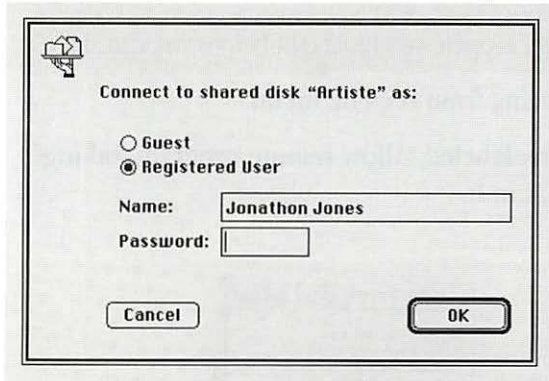 Connect to shared disk “Artiste” as:
Guest
Registered User
Name: Jonathon Jones
Password:
Cancel OK